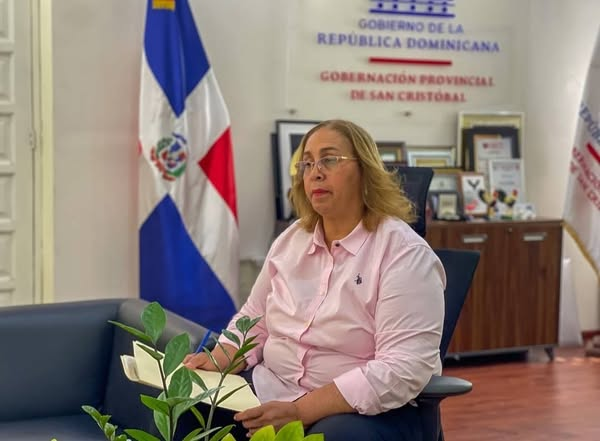 GOBIERNO DE LA
REPÚBLICA DOMINICANA
GOBERNACIÓN PROVINCIAL
DE SAN CRISTÓBAL